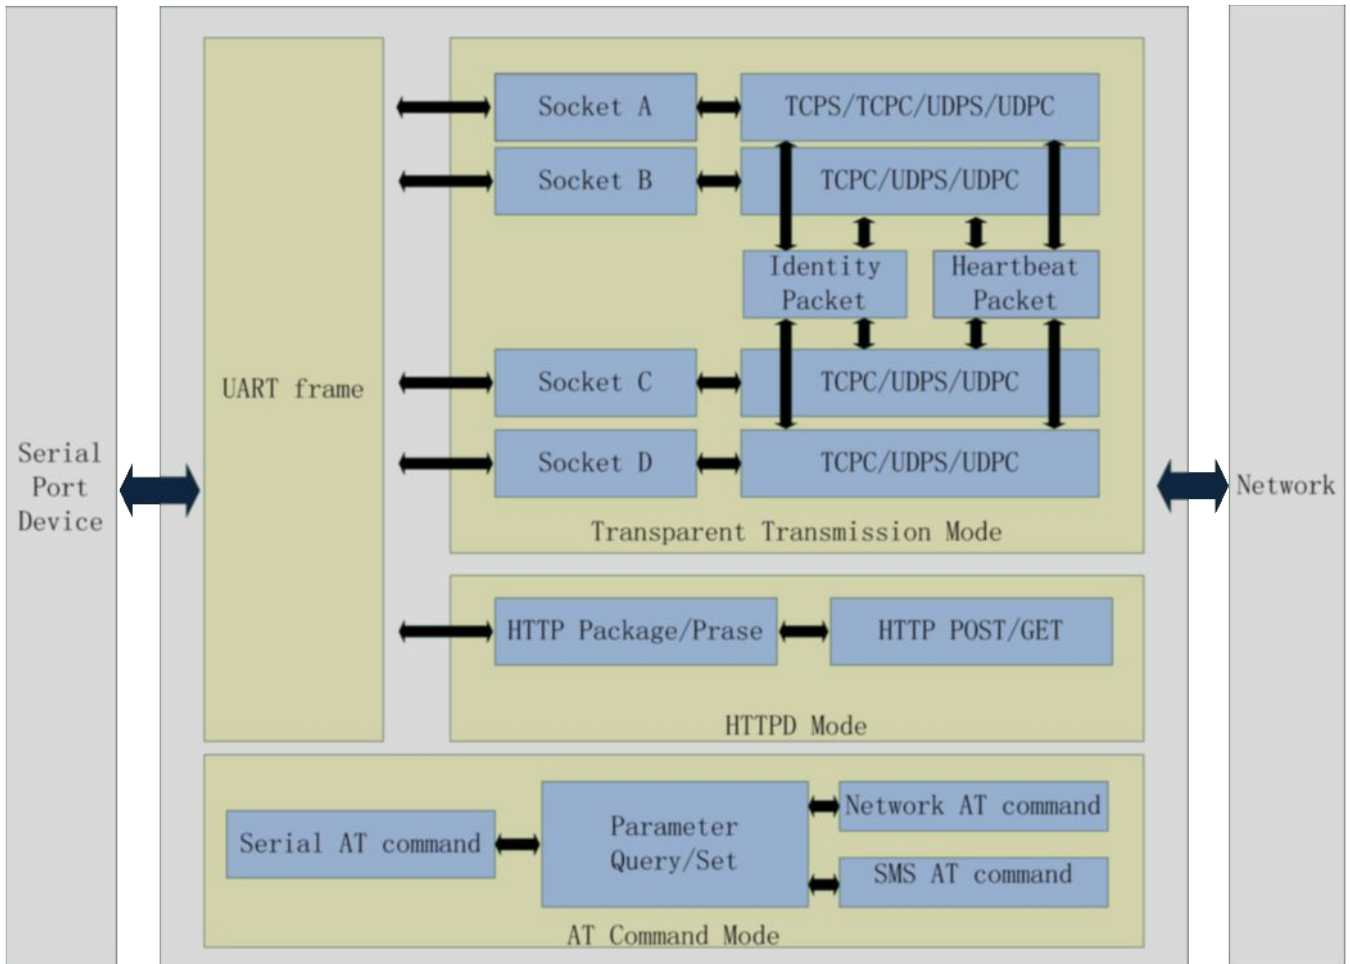 Serial
Port
Device
UART frame
Socket A
TCPS/TCPC/UDPS/UDPC
Socket B
TCPC/UDPS/UDPC
Identity
Packet
Heartbeat
Packet
Socket C
TCPC/UDPS/UDPC
Socket D
TCPC/UDPS/UDPC
Transparent Transmission Mode
HTTP Package/Prase
HTTP POST/GET
HTTPD Mode
Serial AT command
Parameter
Query/Set
Network AT command
SMS AT command
AT Command Mode
Network